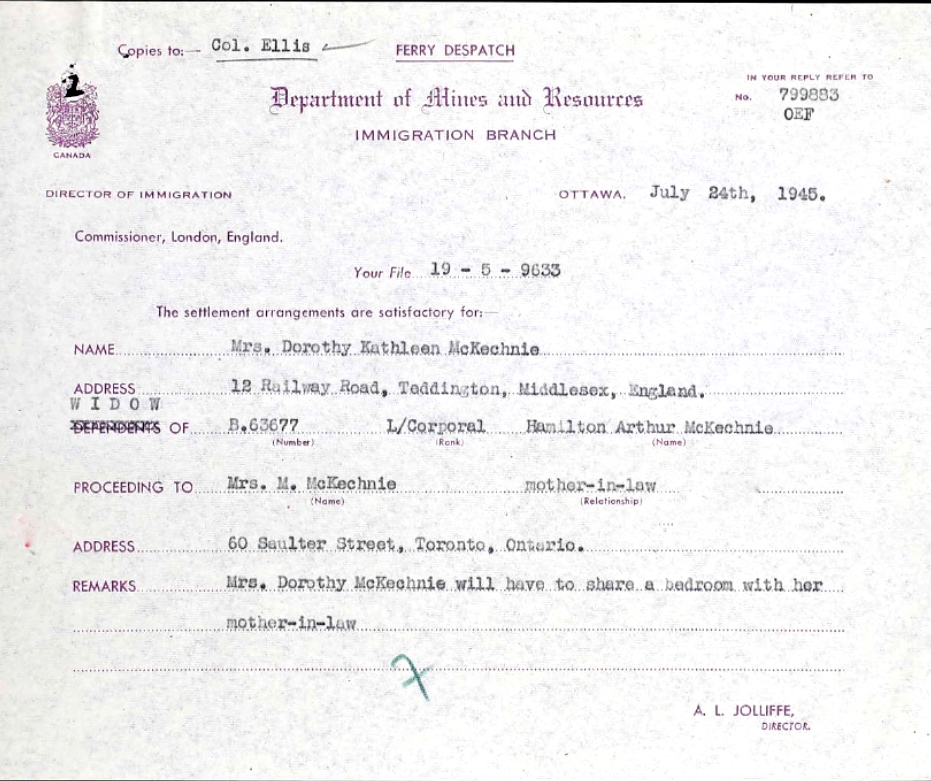 Copies to:— Col. Ellis FERRY DESPATCH
IN YOUR REPLY REFER TO
No. 799883
OEF
Department of Mines and Resources
IMMIGRATION BRANCH
CANADA
DIRECTOR OF IMMIGRATION OTTAWA, July 24th, 1945.
Commissioner, London, England.
Your File 19 - 5 - 9633
The settlement arrangements are satisfactory for:—
NAME Mrs. Dorothy Kathleen McKechnie
ADDRESS 12 Railway Road, Teddington, Middlesex, England.
WIDOW
DEPENDENTS OF B.63677 L/Corporal Hamilton Arthur McKechnie
(Number) (Rank) (Name)
PROCEEDING TO Mrs. M. McKechnie mother-in-law
(Name) (Relationship)
ADDRESS 60 Saulter Street, Toronto, Ontario.
REMARKS Mrs. Dorothy McKechnie will have to share a bedroom with her
mother-in-law
A. L. JOLLIFFE,
DIRECTOR.